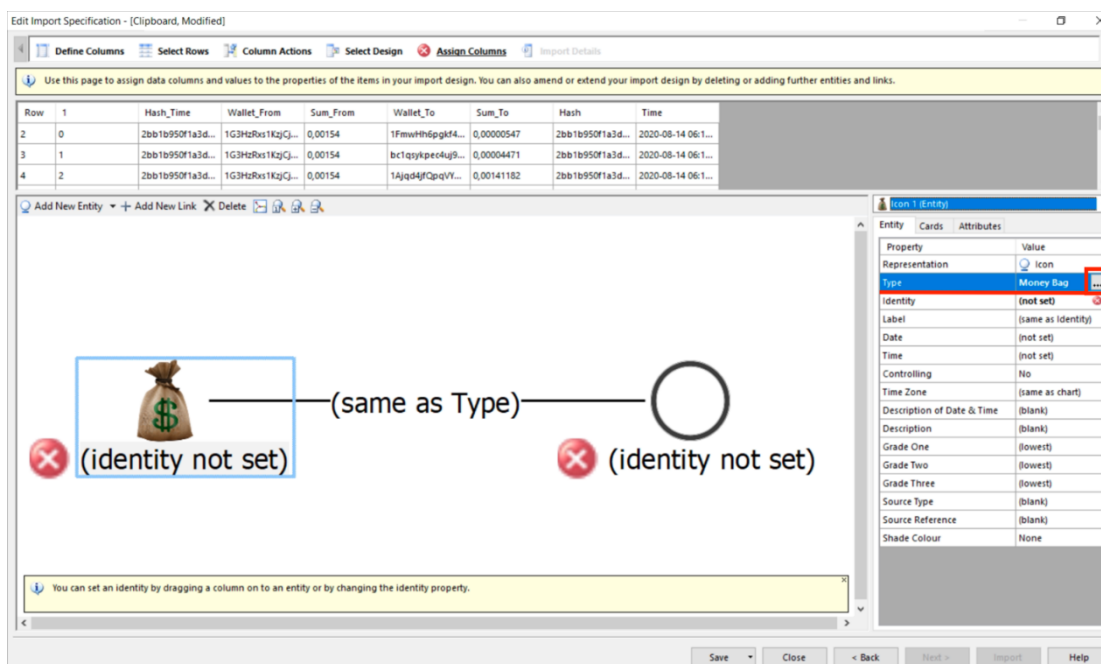 Edit Import Specification - [Clipboard, Modified]
Define Columns Select Rows Column Actions Select Design Assign Columns Import Details
Use this page to assign data columns and values to the properties of the items in your import design. You can also amend or extend your import design by deleting or adding further entities and links.
Row 1 Hash_Time Wallet_From Sum_From Wallet_To Sum_To Hash Time
2 0 2bb1b950f1a3d... 1G3HzRxs1KzjCj... 0,00154 1FmwHh6pgkf4... 0,00000547 2bb1b950f1a3d... 2020-08-14 06:1...
3 1 2bb1b950f1a3d... 1G3HzRxs1KzjCj... 0,00154 bc1qsykpec4uj9... 0,00004471 2bb1b950f1a3d... 2020-08-14 06:1...
4 2 2bb1b950f1a3d... 1G3HzRxs1KzjCj... 0,00154 1Ajqd4jfQpqVY... 0,00141182 2bb1b950f1a3d... 2020-08-14 06:1...
Add New Entity Add New Link Delete
$
(same as Type)
(identity not set)
(identity not set)
You can set an identity by dragging a column on to an entity or by changing the identity property.
Icon 1 (Entity)
Entity Cards Attributes
Property Value
Representation Icon
Type Money Bag ...
Identity (not set)
Label (same as Identity)
Date (not set)
Time (not set)
Controlling No
Time Zone (same as chart)
Description of Date & Time (blank)
Description (blank)
Grade One (lowest)
Grade Two (lowest)
Grade Three (lowest)
Source Type (blank)
Source Reference (blank)
Shade Colour None
Save Close < Back Next > Import Help